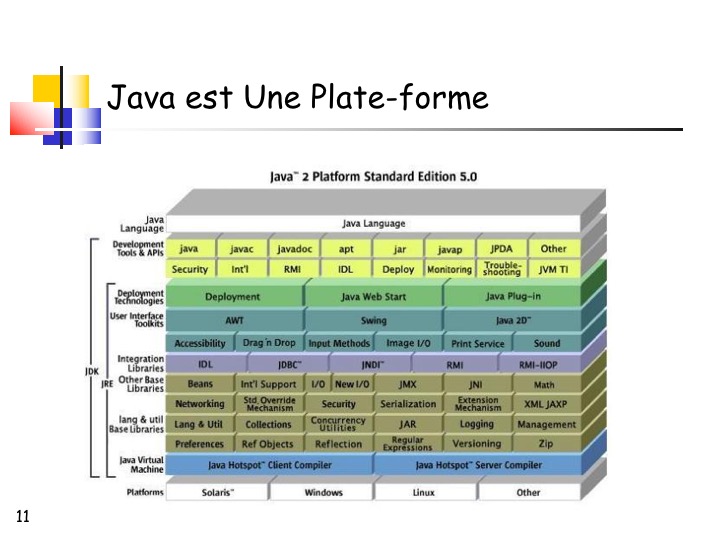 Java est Une Plate-forme
Java™ 2 Platform Standard Edition 5.0
Java Language
Java Language
Development Tools & APIs
java javac javadoc apt jar javap JPDA Other
Security Int'l RMI IDL Deploy Monitoring Trouble-shooting JVM TI
Deployment Technologies
Deployment Java Web Start Java Plug-in
User Interface Toolkits
AWT Swing Java 2D™
Accessibility Drag 'n Drop Input Methods Image I/O Print Service Sound
Integration Libraries
IDL JDBC™ JNDI™ RMI RMI-IIOP
JDK
JRE
Other Base Libraries
Beans Int'l Support I/O New I/O JMX JNI Math
Networking Std. Override Mechanism Security Serialization Extension Mechanism XML JAXP
lang & util Base Libraries
Lang & Util Collections Concurrency Utilities JAR Logging Management
Preferences Ref Objects Reflection Regular Expressions Versioning Zip
Java Virtual Machine
Java Hotspot™ Client Compiler Java Hotspot™ Server Compiler
Platforms
Solaris™ Windows Linux Other
11